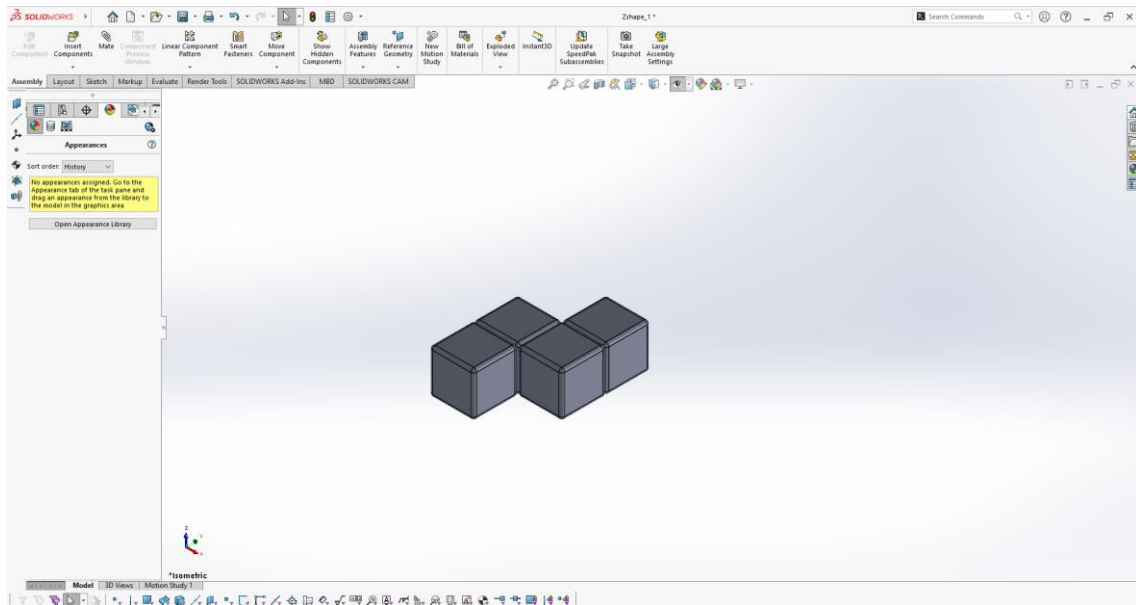 SOLIDWORKS
Zshape_1 *
Search Commands
Edit Component
Insert Components
Mate
Component Preview Window
Linear Component Pattern
Smart Fasteners
Move Component
Show Hidden Components
Assembly Features
Reference Geometry
New Motion Study
Bill of Materials
Exploded View
Instant3D
Update SpeedPak Subassemblies
Take Snapshot
Large Assembly Settings
Assembly Layout Sketch Markup Evaluate Render Tools SOLIDWORKS Add-Ins MBD SOLIDWORKS CAM
Appearances
Sort order: History
No appearances assigned. Go to the
Appearance tab of the task pane and
drag an appearance from the library to
the model in the graphics area
Open Appearance Library
*Isometric
Model 3D Views Motion Study 1